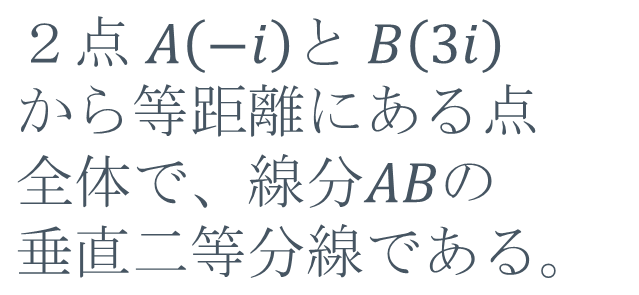 ２点 A(−i)と B(3i)
から等距離にある点
全体で、線分ABの
垂直二等分線である。